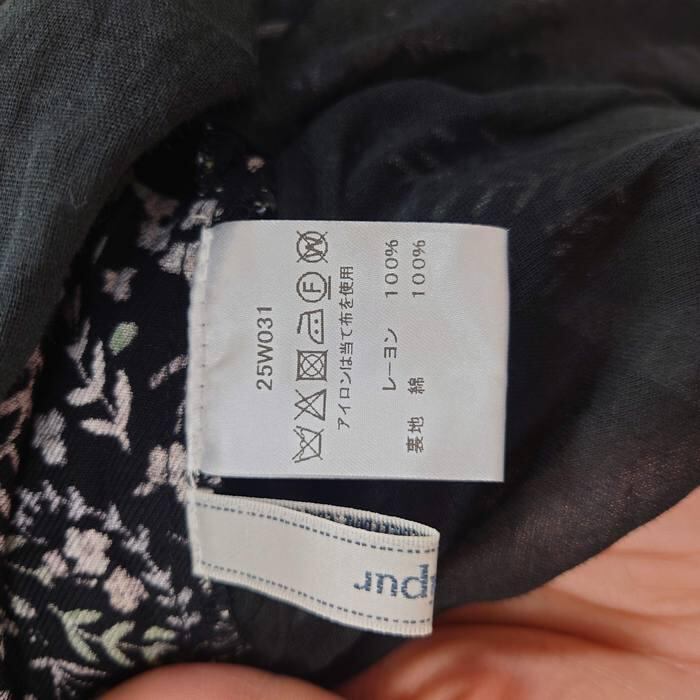 25W031
F W
アイロンは当て布を使用
レーヨン 100%
裏地 綿 100%
pur